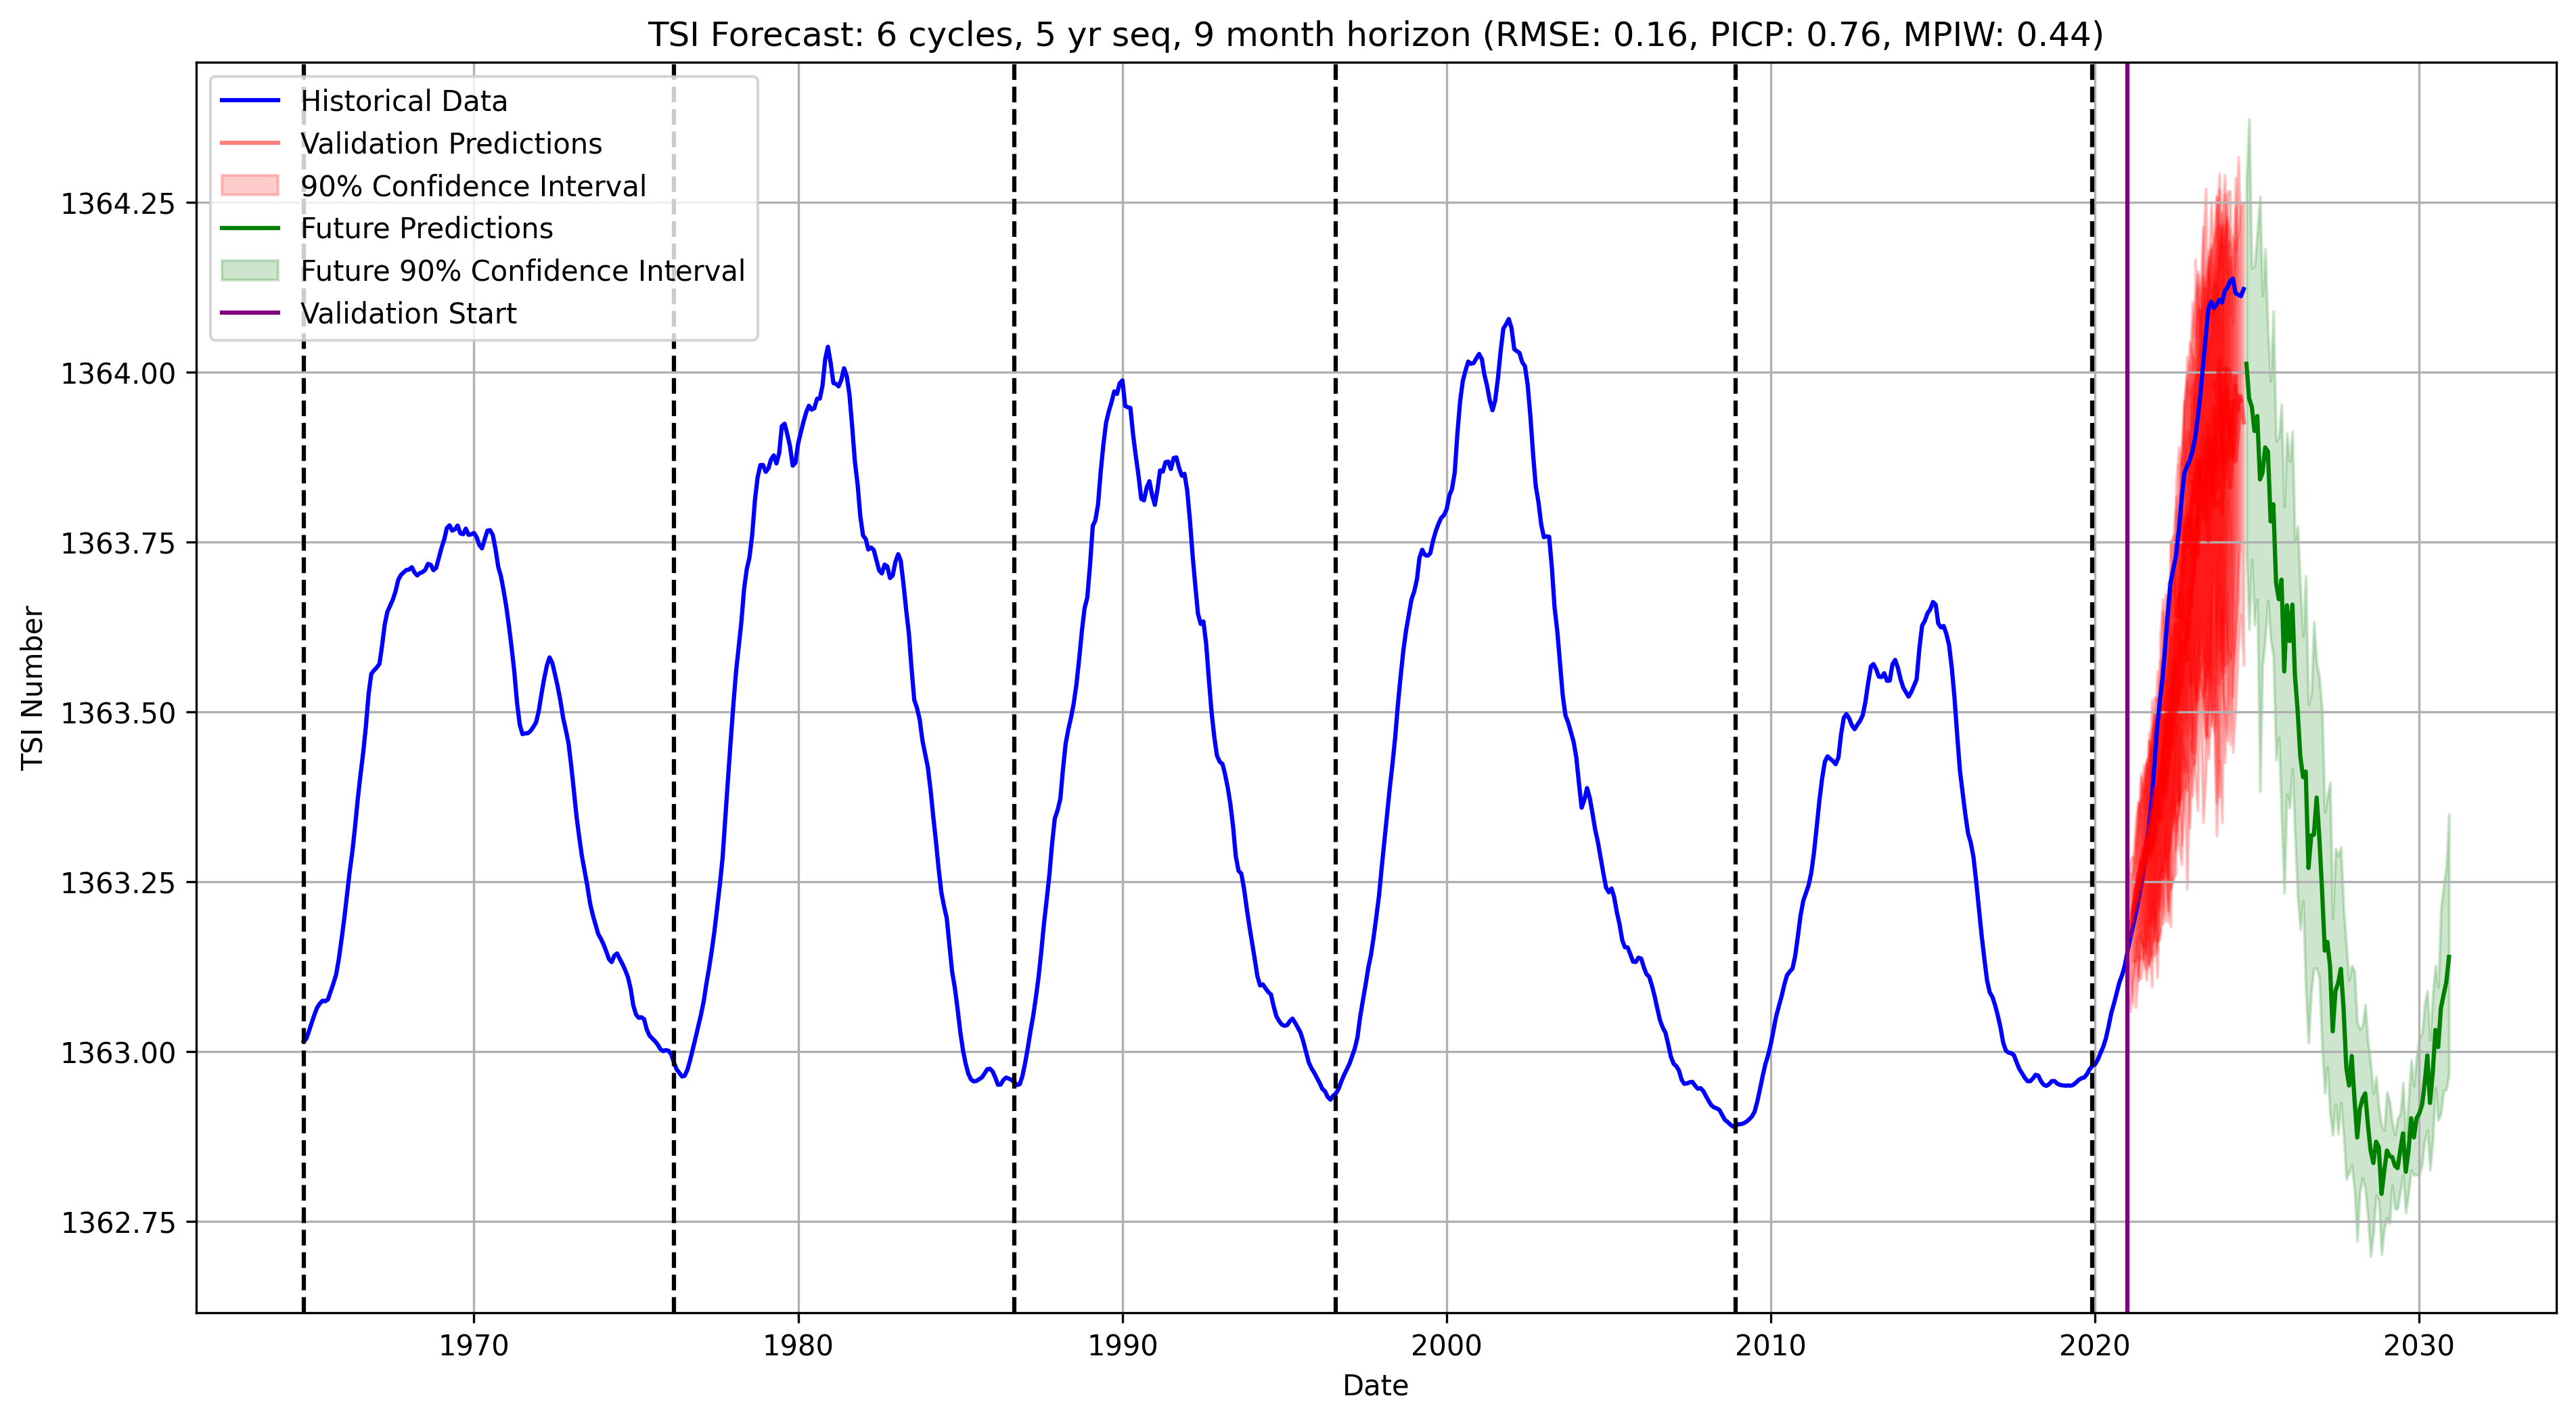 TSI Forecast: 6 cycles, 5 yr seq, 9 month horizon (RMSE: 0.16, PICP: 0.76, MPIW: 0.44)
Historical Data
Validation Predictions
90% Confidence Interval
Future Predictions
Future 90% Confidence Interval
Validation Start
TSI Number
1364.25
1364.00
1363.75
1363.50
1363.25
1363.00
1362.75
1970
1980
1990
2000
2010
2020
2030
Date